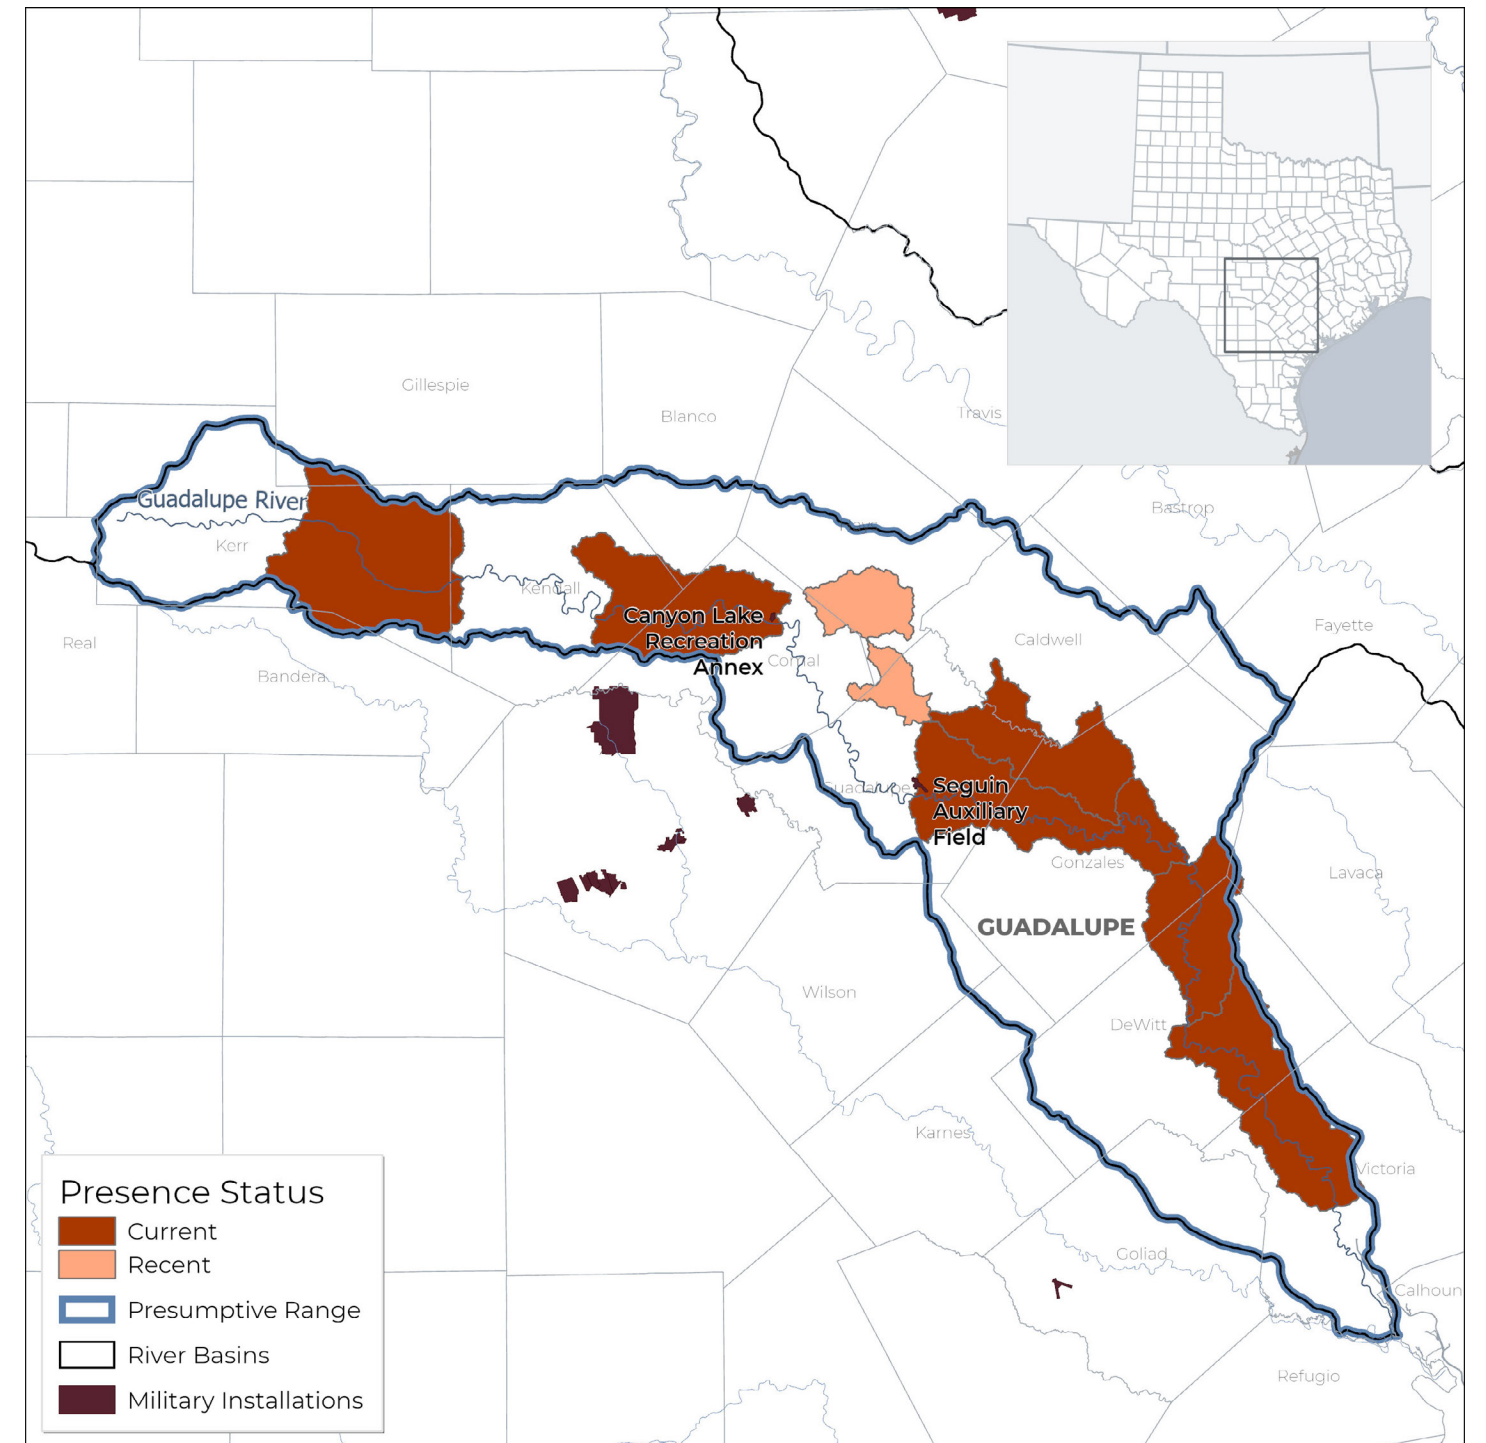 Gillespie
Blanco
Travis
Guadalupe River
Bastrop
Kerr
Kendall
Fayette
Canyon Lake
Recreation
Annex
Real
Caldwell
Comal
Bandera
Guadalupe
Seguin
Auxiliary
Field
Gonzales
Lavaca
GUADALUPE
Wilson
DeWitt
Karnes
Victoria
Goliad
Calhoun
Refugio
Presence Status
Current
Recent
Presumptive Range
River Basins
Military Installations